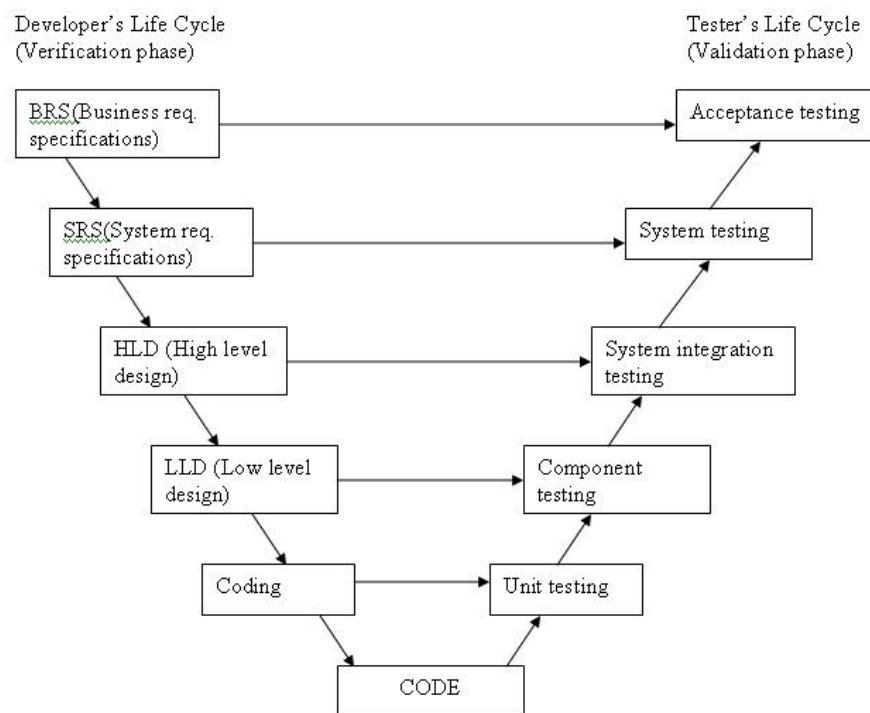 Developer's Life Cycle
(Verification phase)
Tester's Life Cycle
(Validation phase)
BRS(Business req.
specifications)
Acceptance testing
SRS(System req.
specifications)
System testing
HLD (High level
design)
System integration
testing
LLD (Low level
design)
Component
testing
Coding
Unit testing
CODE